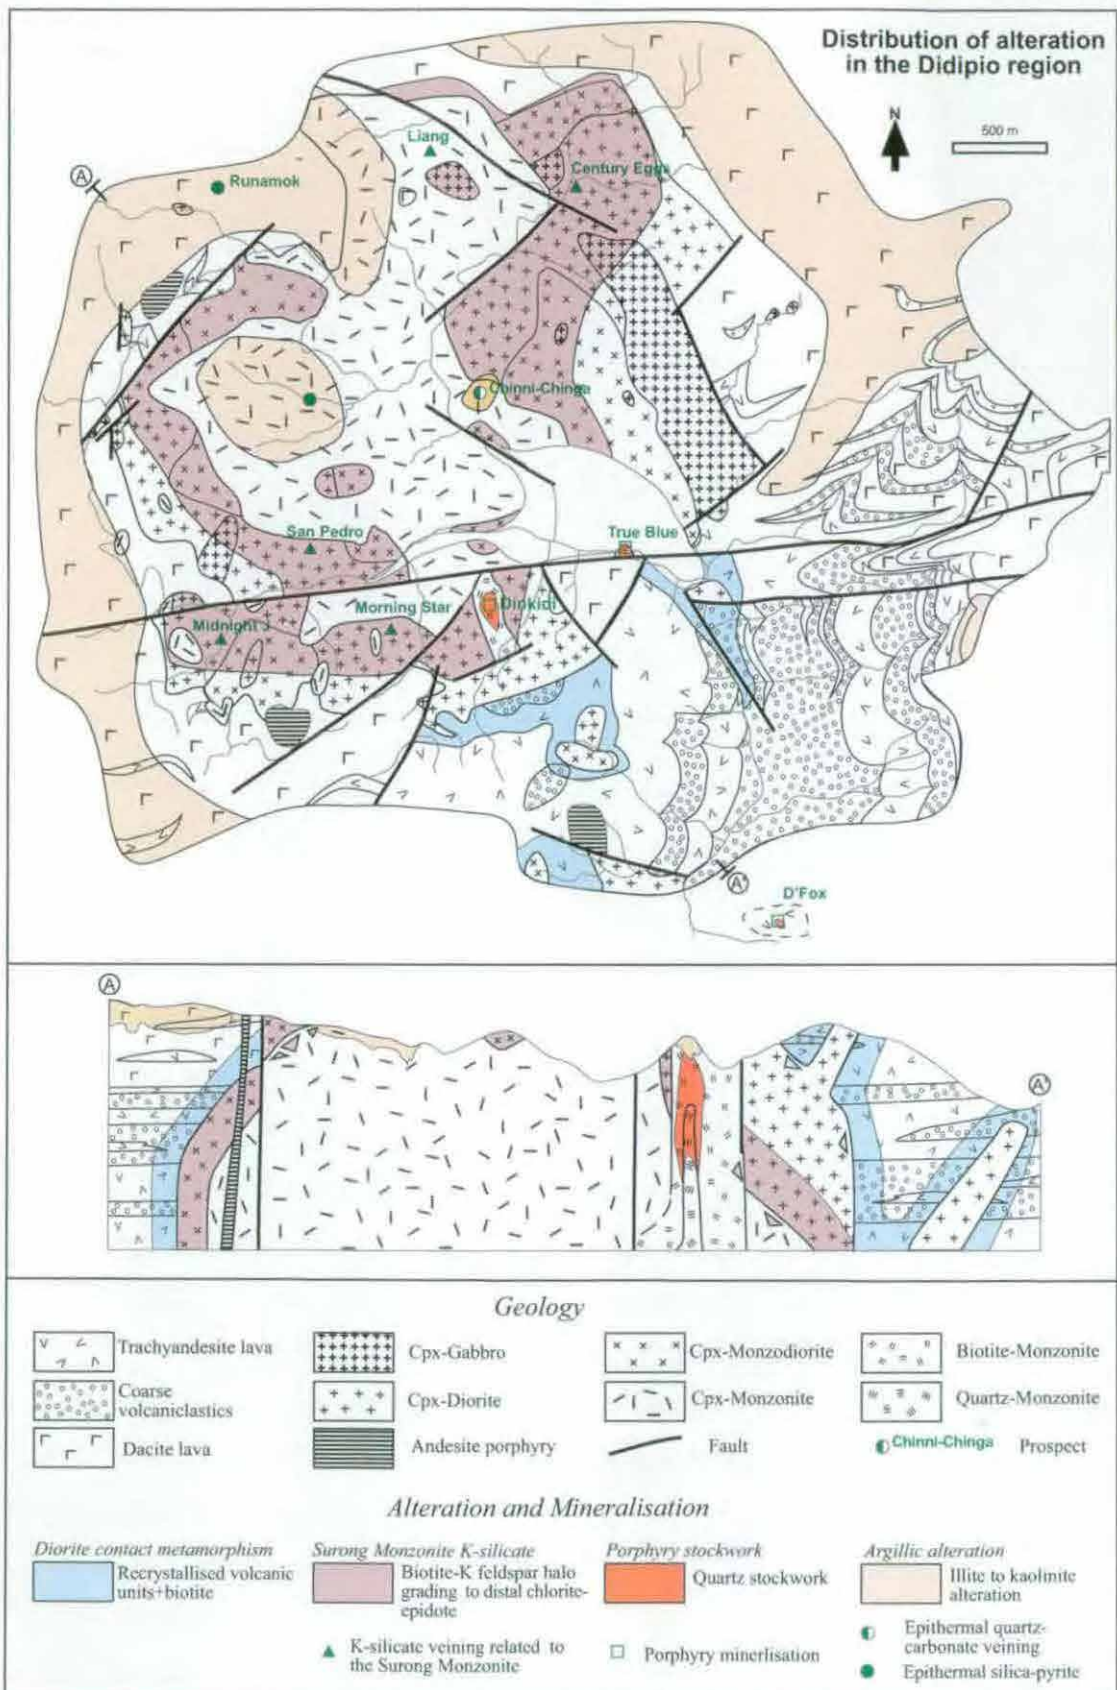 Distribution of alteration
in the Didipio region
N
500 m
Liang
Century Eggs
A
Runamok
Chinni-Chinga
San Pedro
True Blue
Morning Star
Dinkidi
Midnight
A'
D'Fox
A
A'
Geology
Trachyandesite lava
Cpx-Gabbro
Cpx-Monzodiorite
Biotite-Monzonite
Coarse
volcaniclastics
Cpx-Diorite
Cpx-Monzonite
Quartz-Monzonite
Dacite lava
Andesite porphyry
Fault
Chinni-Chinga
Prospect
Alteration and Mineralisation
Diorite contact metamorphism
Recrystallised volcanic
units+biotite
Surong Monzonite K-silicate
Biotite-K feldspar halo
grading to distal chlorite-
epidote
Porphyry stockwork
Quartz stockwork
Argillic alteration
Illite to kaolinite
alteration
K-silicate veining related to
the Surong Monzonite
Porphyry minerlisation
Epithermal quartz-
carbonate veining
Epithermal silica-pyrite